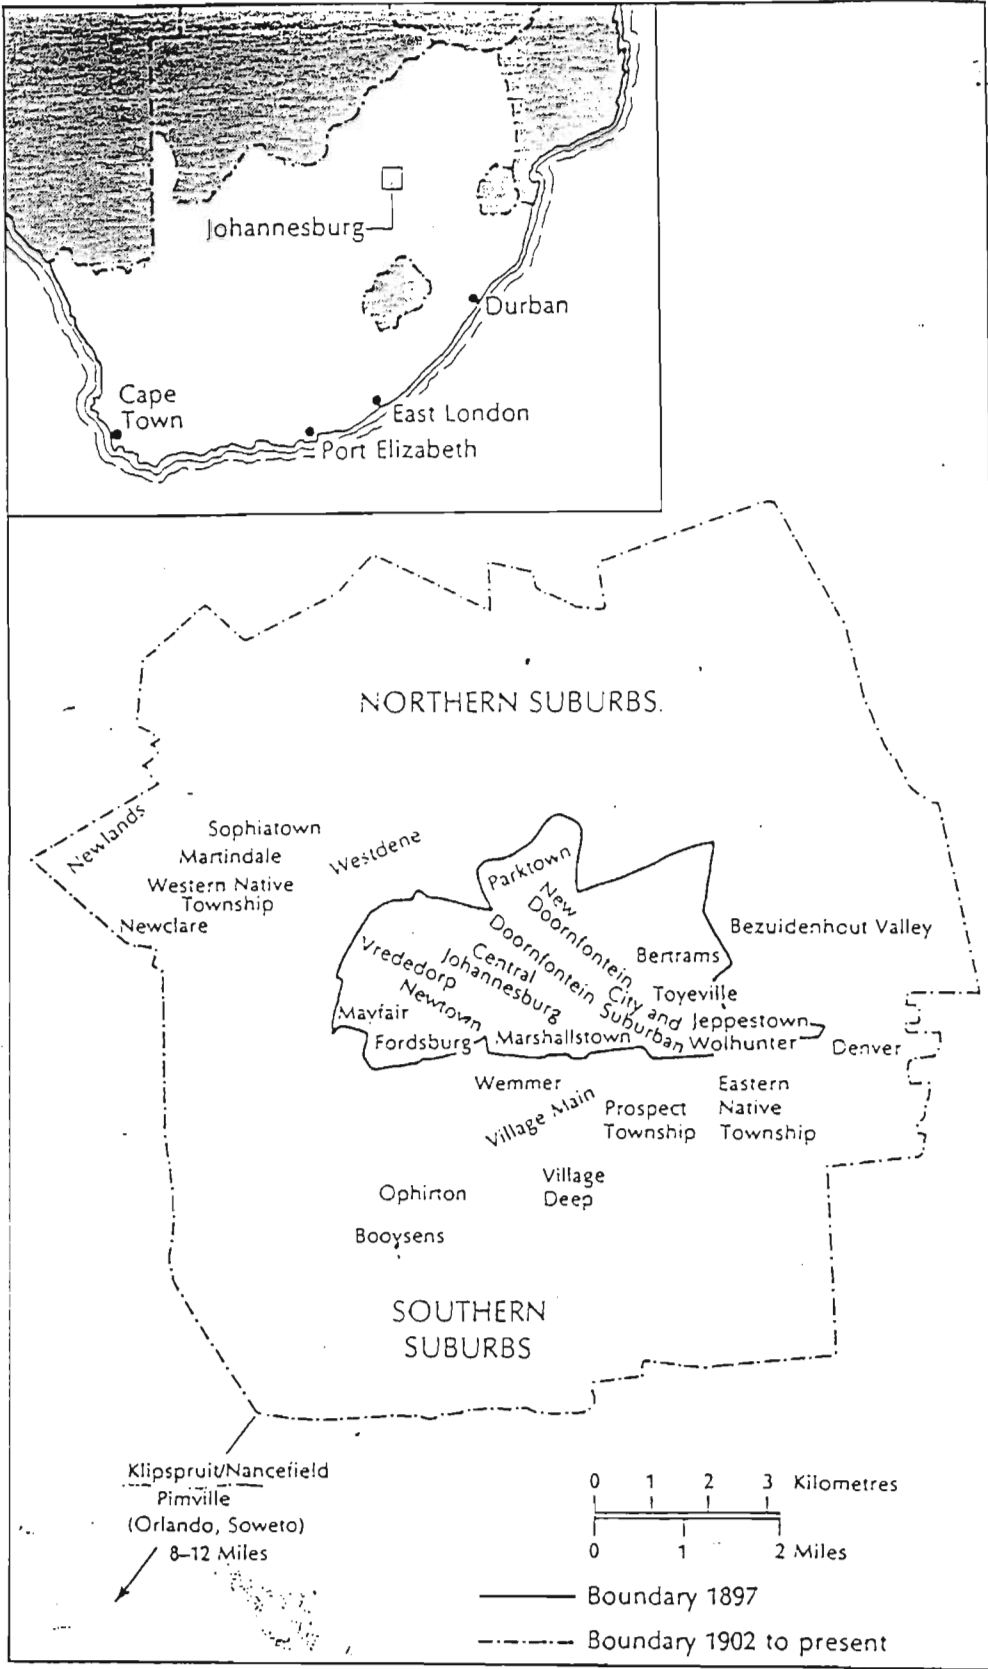 Johannesburg
Durban
Cape
Town
East London
Port Elizabeth
NORTHERN SUBURBS.
Newlands
Sophiatown
Martindale
Western Native
Township
Newclare
Westdene
Parktown
New
Doornfontein
Doornfontein
Central
Johannesburg
Vrededorp
Newtown
City and
Suburban
Bertrams
Bezuidenhout Valley
Toyeville
Jeppestown
Mayfair
Fordsburg
Marshallstown
Wolhunter
Denver
Wemmer
Village Main
Prospect
Township
Eastern
Native
Township
Village
Deep
Ophirton
Booysens
SOUTHERN
SUBURBS
Klipspruit/Nancefield
Pimville
(Orlando, Soweto)
8–12 Miles
0 1 2 3 Kilometres
0 1 2 Miles
Boundary 1897
Boundary 1902 to present